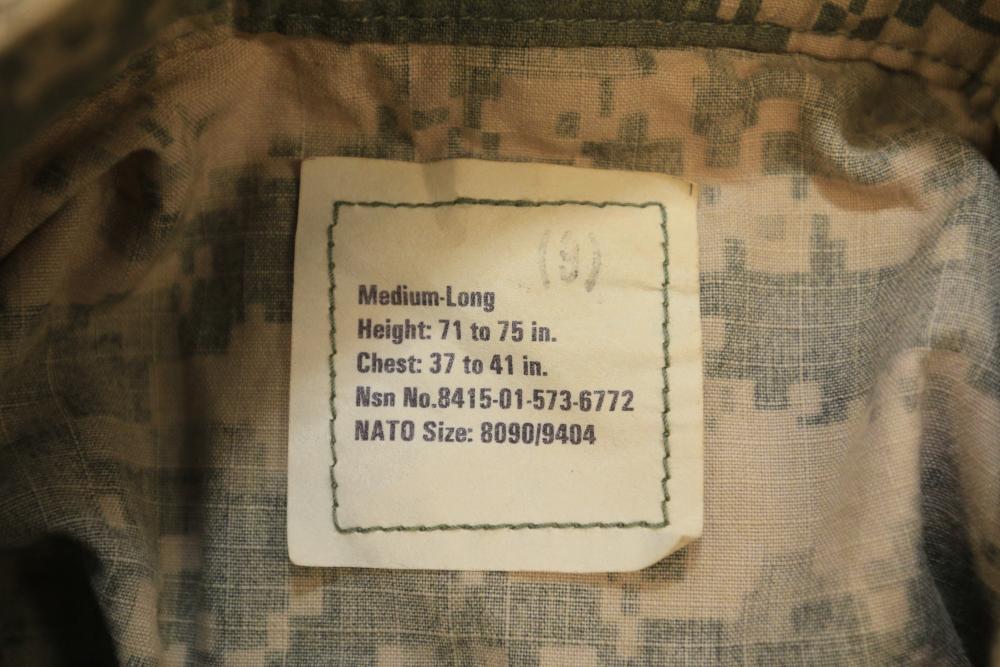 (9)
Medium-Long
Height: 71 to 75 in.
Chest: 37 to 41 in.
Nsn No.8415-01-573-6772
NATO Size: 8090/9404